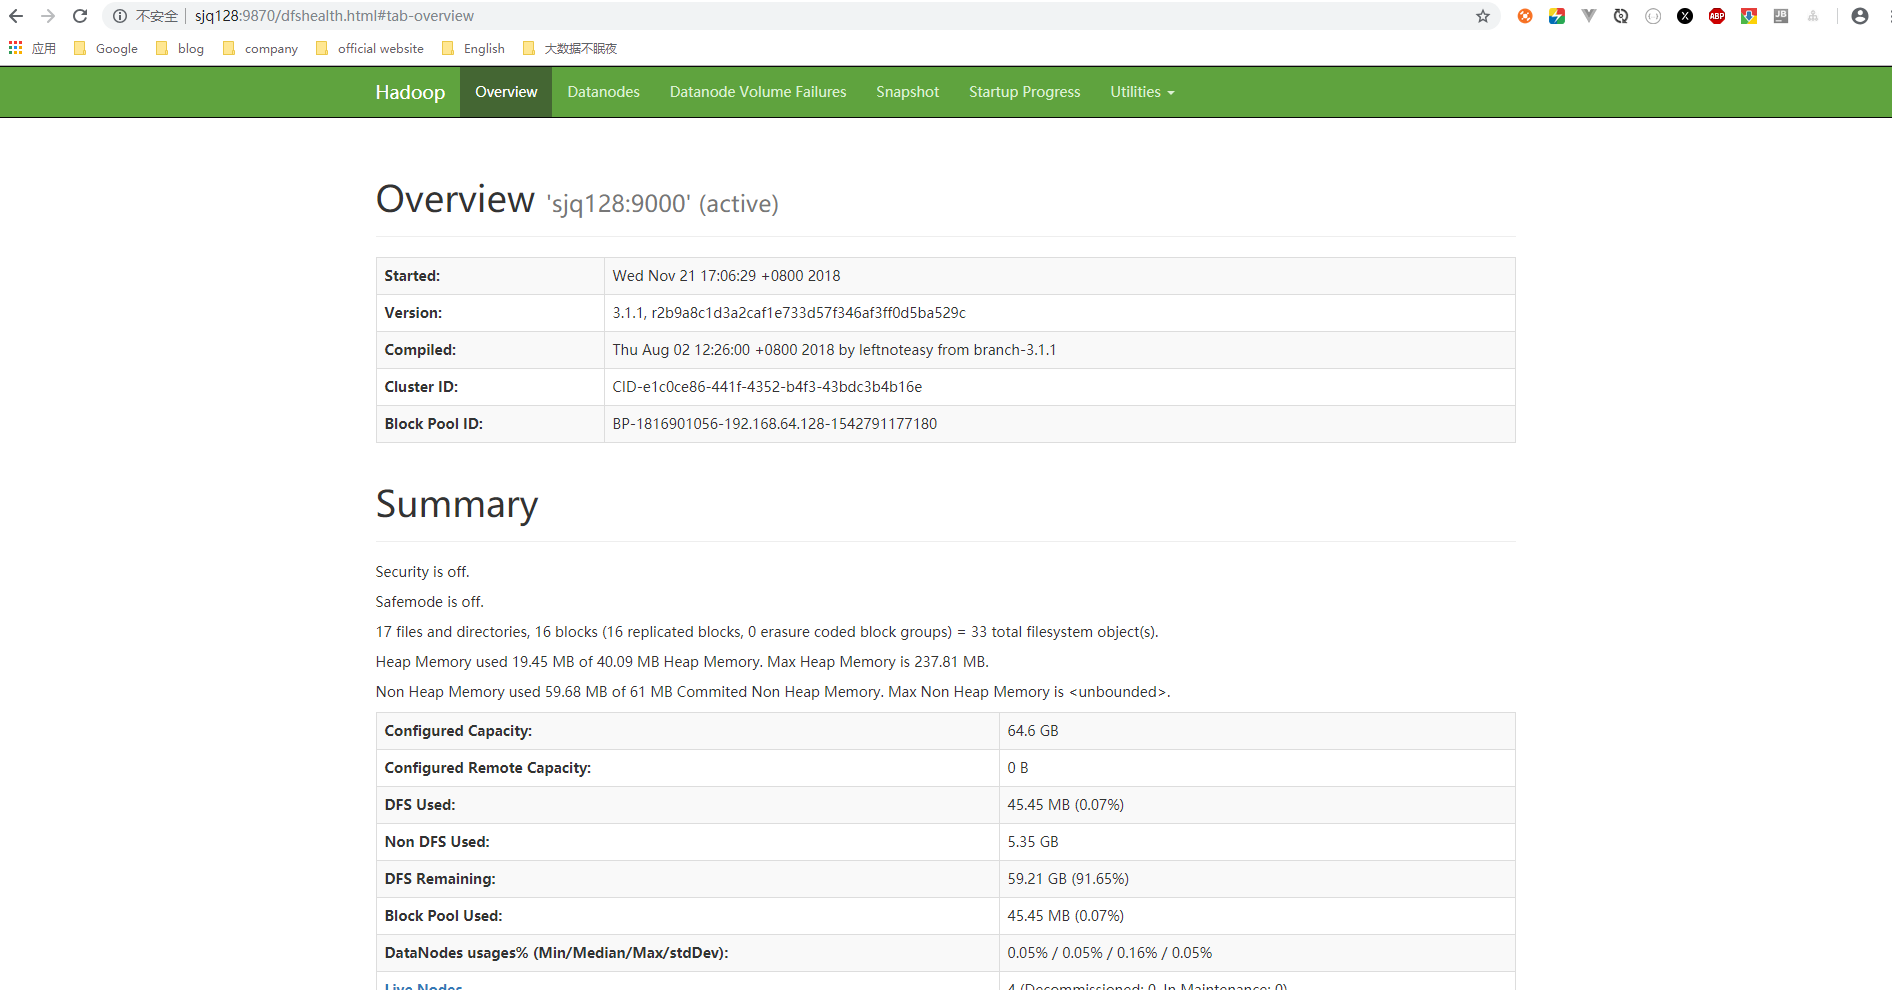 不安全 sjq128:9870/dfshealth.html#tab-overview
应用 Google blog company official website English 大数据不眠夜
Hadoop Overview Datanodes Datanode Volume Failures Snapshot Startup Progress Utilities
Overview 'sjq128:9000' (active)
Started: Wed Nov 21 17:06:29 +0800 2018
Version: 3.1.1, r2b9a8c1d3a2caf1e733d57f346af3ff0d5ba529c
Compiled: Thu Aug 02 12:26:00 +0800 2018 by leftnoteasy from branch-3.1.1
Cluster ID: CID-e1c0ce86-441f-4352-b4f3-43bdc3b4b16e
Block Pool ID: BP-1816901056-192.168.64.128-1542791177180
Summary
Security is off.
Safemode is off.
17 files and directories, 16 blocks (16 replicated blocks, 0 erasure coded block groups) = 33 total filesystem object(s).
Heap Memory used 19.45 MB of 40.09 MB Heap Memory. Max Heap Memory is 237.81 MB.
Non Heap Memory used 59.68 MB of 61 MB Commited Non Heap Memory. Max Non Heap Memory is <unbounded>.
Configured Capacity: 64.6 GB
Configured Remote Capacity: 0 B
DFS Used: 45.45 MB (0.07%)
Non DFS Used: 5.35 GB
DFS Remaining: 59.21 GB (91.65%)
Block Pool Used: 45.45 MB (0.07%)
DataNodes usages% (Min/Median/Max/stdDev): 0.05% / 0.05% / 0.16% / 0.05%
Live Nodes 4 (Decommissioned: 0, In Maintenance: 0)